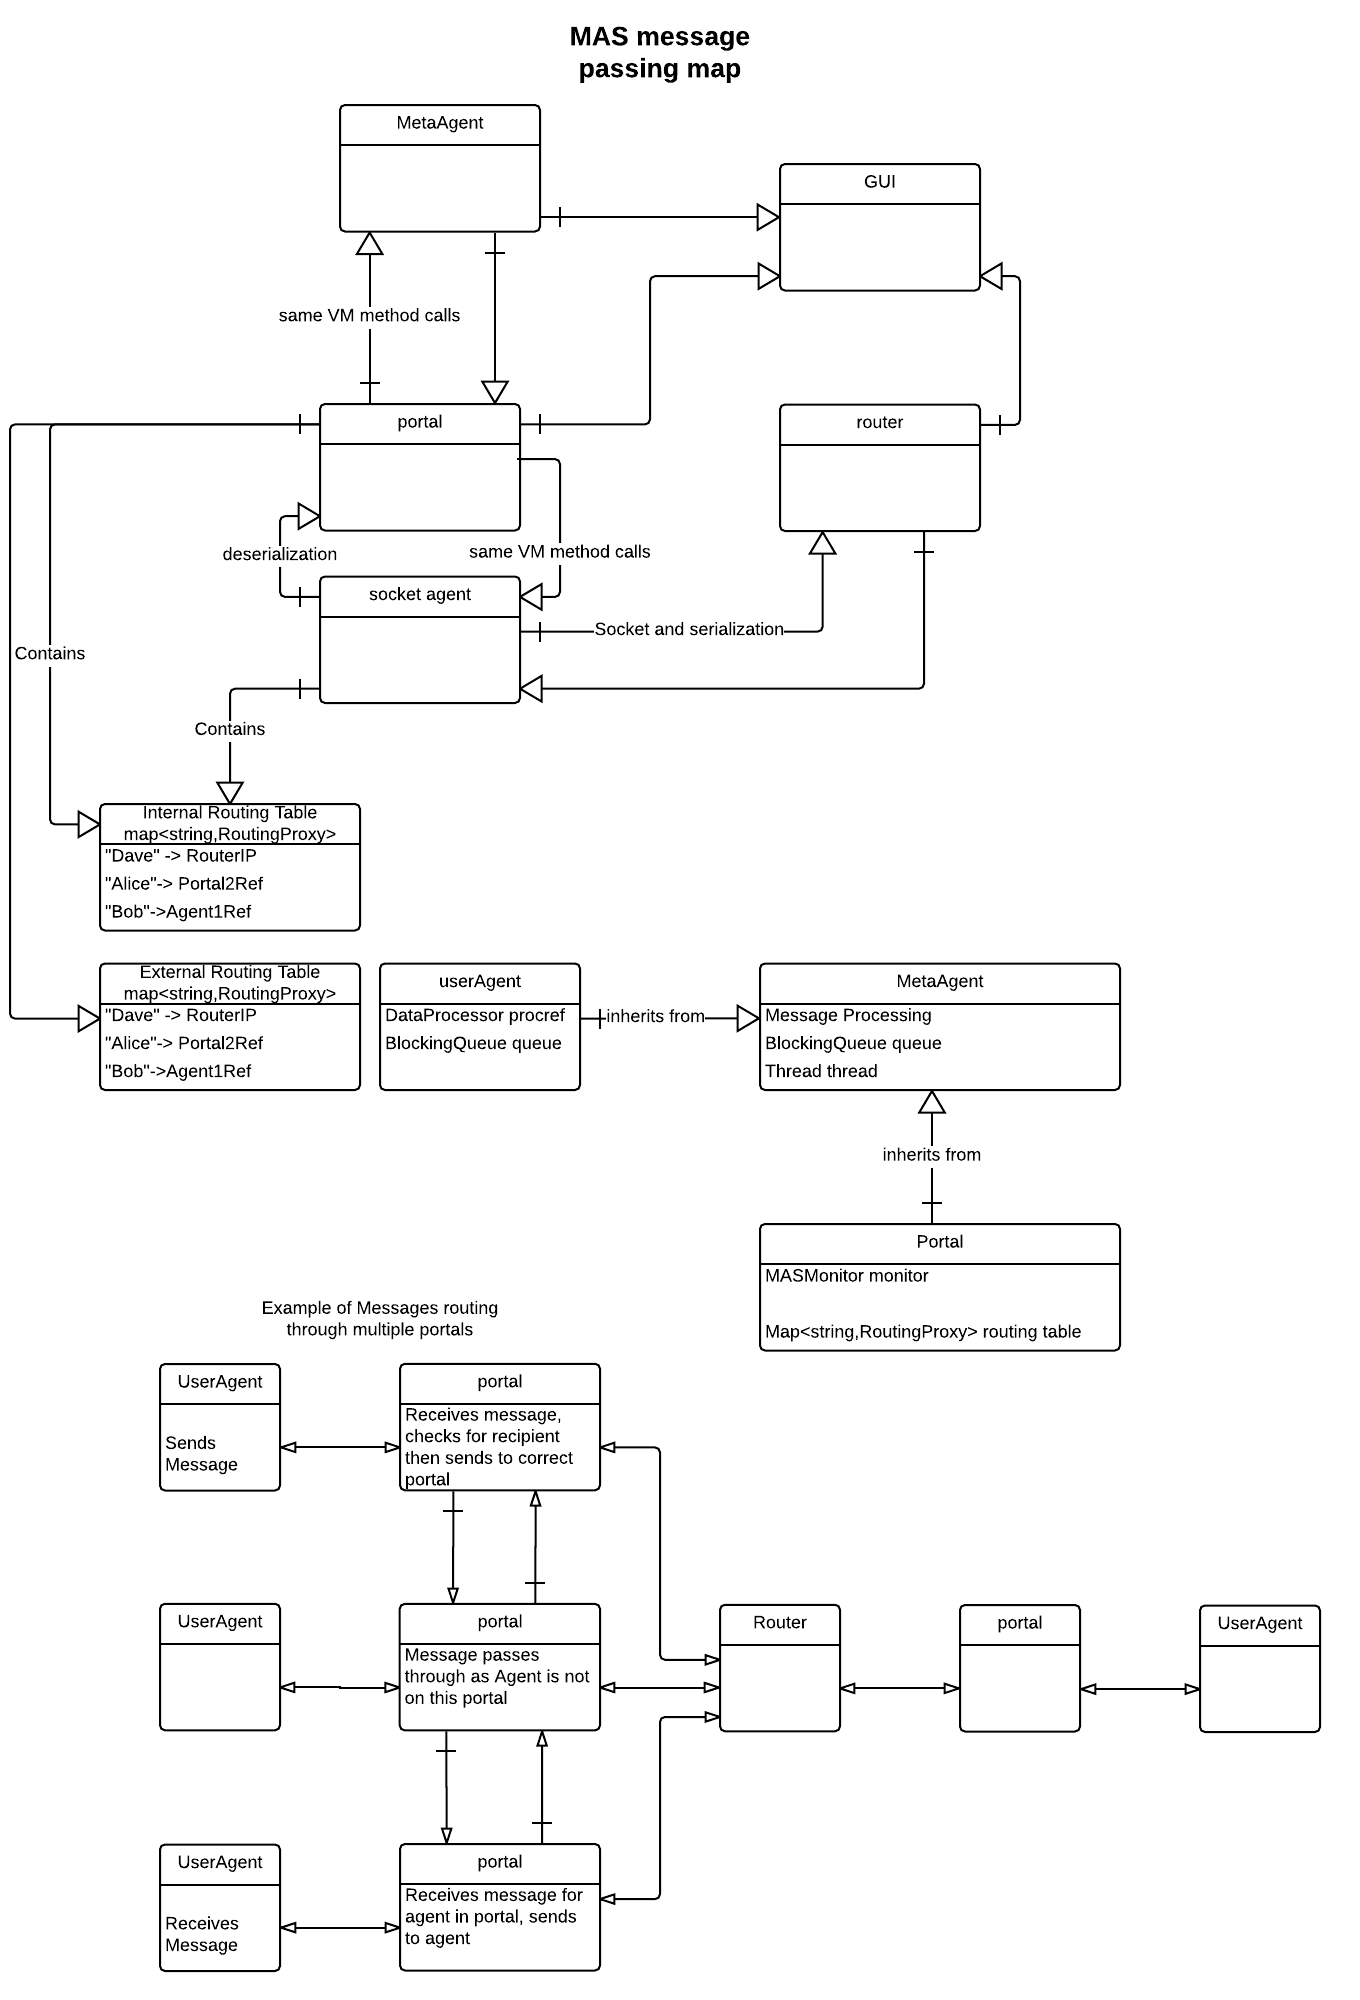 MAS message
passing map
MetaAgent
GUI
same VM method calls
portal
router
deserialization
same VM method calls
socket agent
Socket and serialization
Contains
Contains
Internal Routing Table
map<string,RoutingProxy>
"Dave" -> RouterIP
"Alice"-> Portal2Ref
"Bob"->Agent1Ref
External Routing Table
map<string,RoutingProxy>
"Dave" -> RouterIP
"Alice"-> Portal2Ref
"Bob"->Agent1Ref
userAgent
DataProcessor procref
BlockingQueue queue
inherits from
MetaAgent
Message Processing
BlockingQueue queue
Thread thread
inherits from
Portal
MASMonitor monitor
Map<string,RoutingProxy> routing table
Example of Messages routing
through multiple portals
UserAgent
Sends
Message
portal
Receives message,
checks for recipient
then sends to correct
portal
UserAgent
portal
Message passes
through as Agent is not
on this portal
Router
portal
UserAgent
UserAgent
Receives
Message
portal
Receives message for
agent in portal, sends
to agent